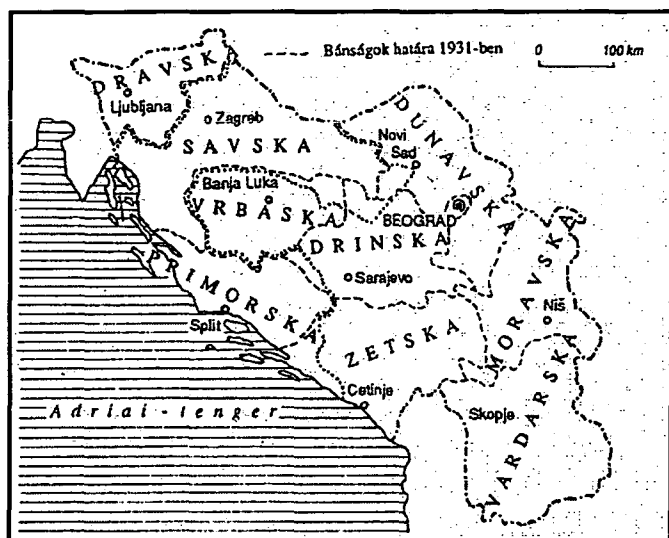 Bánságok határa 1931-ben
0 100 km
DRAVSKA
Ljubljana
Zagreb
SAVSKA
DUNAVSKA
Novi
Sad
Banja Luka
VRBASKA
BEOGRAD
DRINSKA
Sarajevo
PRIMORSKA
Split
ZETSKA
MORAVSKA
Niš
Cetinje
Skopje
VARDARSKA
Adriai-tenger